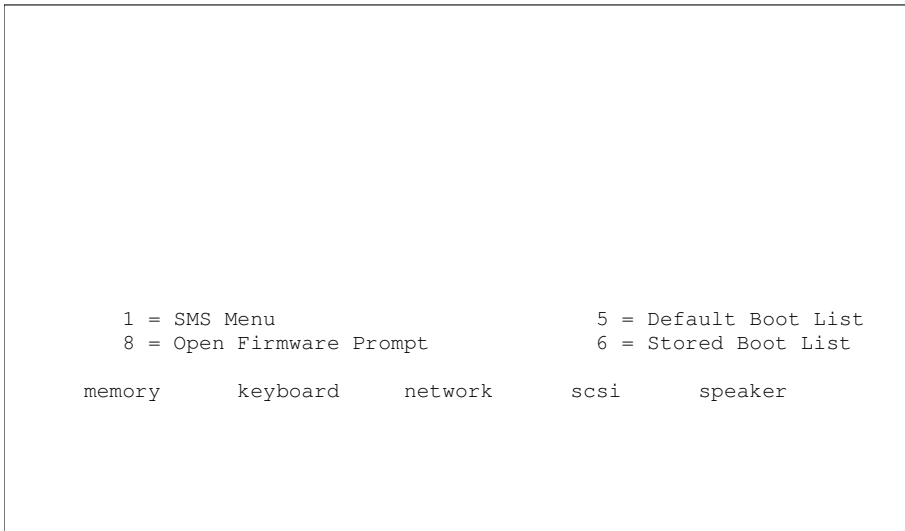 1 = SMS Menu 5 = Default Boot List
8 = Open Firmware Prompt 6 = Stored Boot List
memory keyboard network scsi speaker